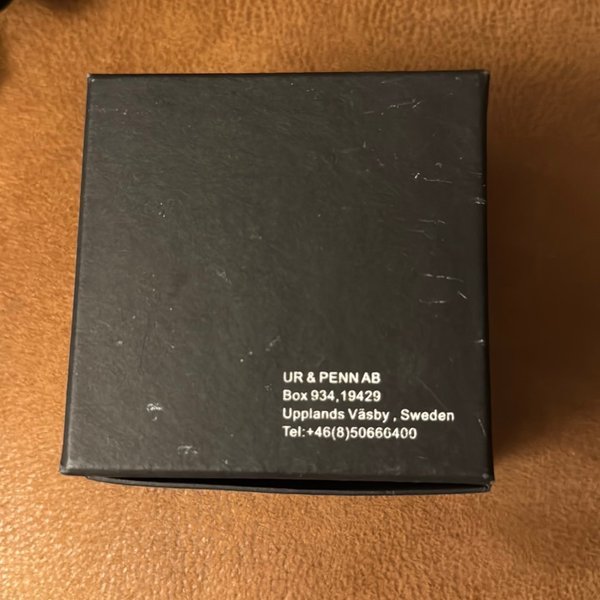 UR & PENN AB
Box 934,19429
Upplands Väsby , Sweden
Tel:+46(8)50666400